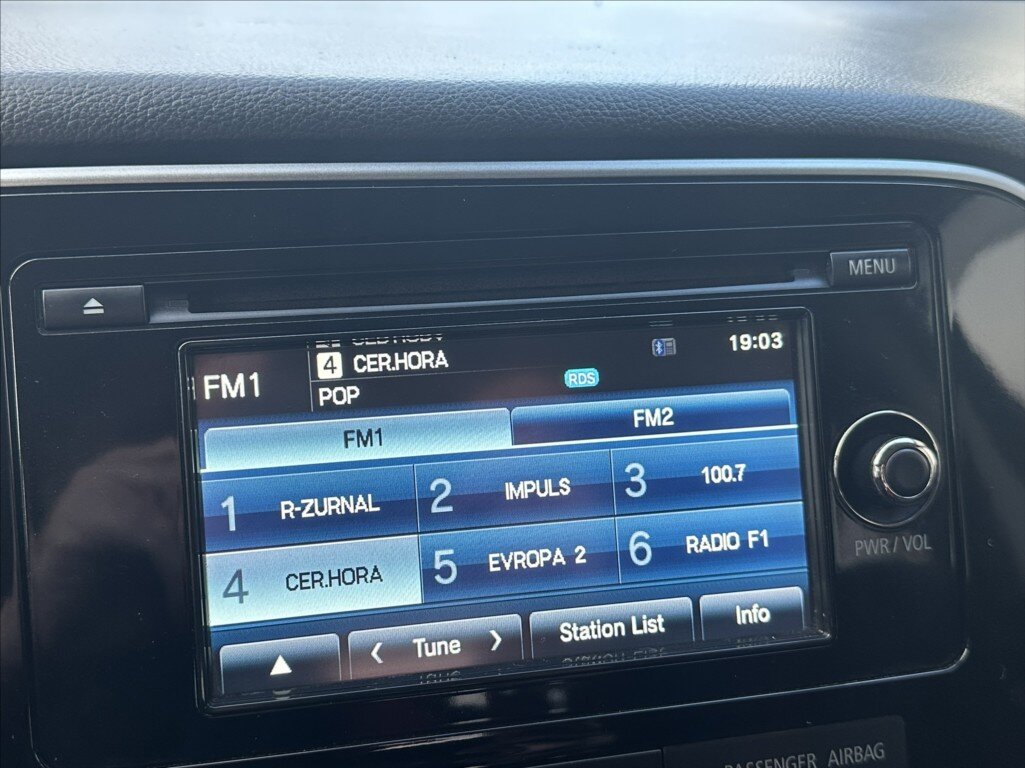 MENU
4 CER.HORA
19:03
FM1
POP
RDS
FM1
FM2
1 R-ZURNAL
2 IMPULS
3 100.7
4 CER.HORA
5 EVROPA 2
6 RADIO F1
PWR / VOL
< Tune >
Station List
Info
PASSENGER AIRBAG